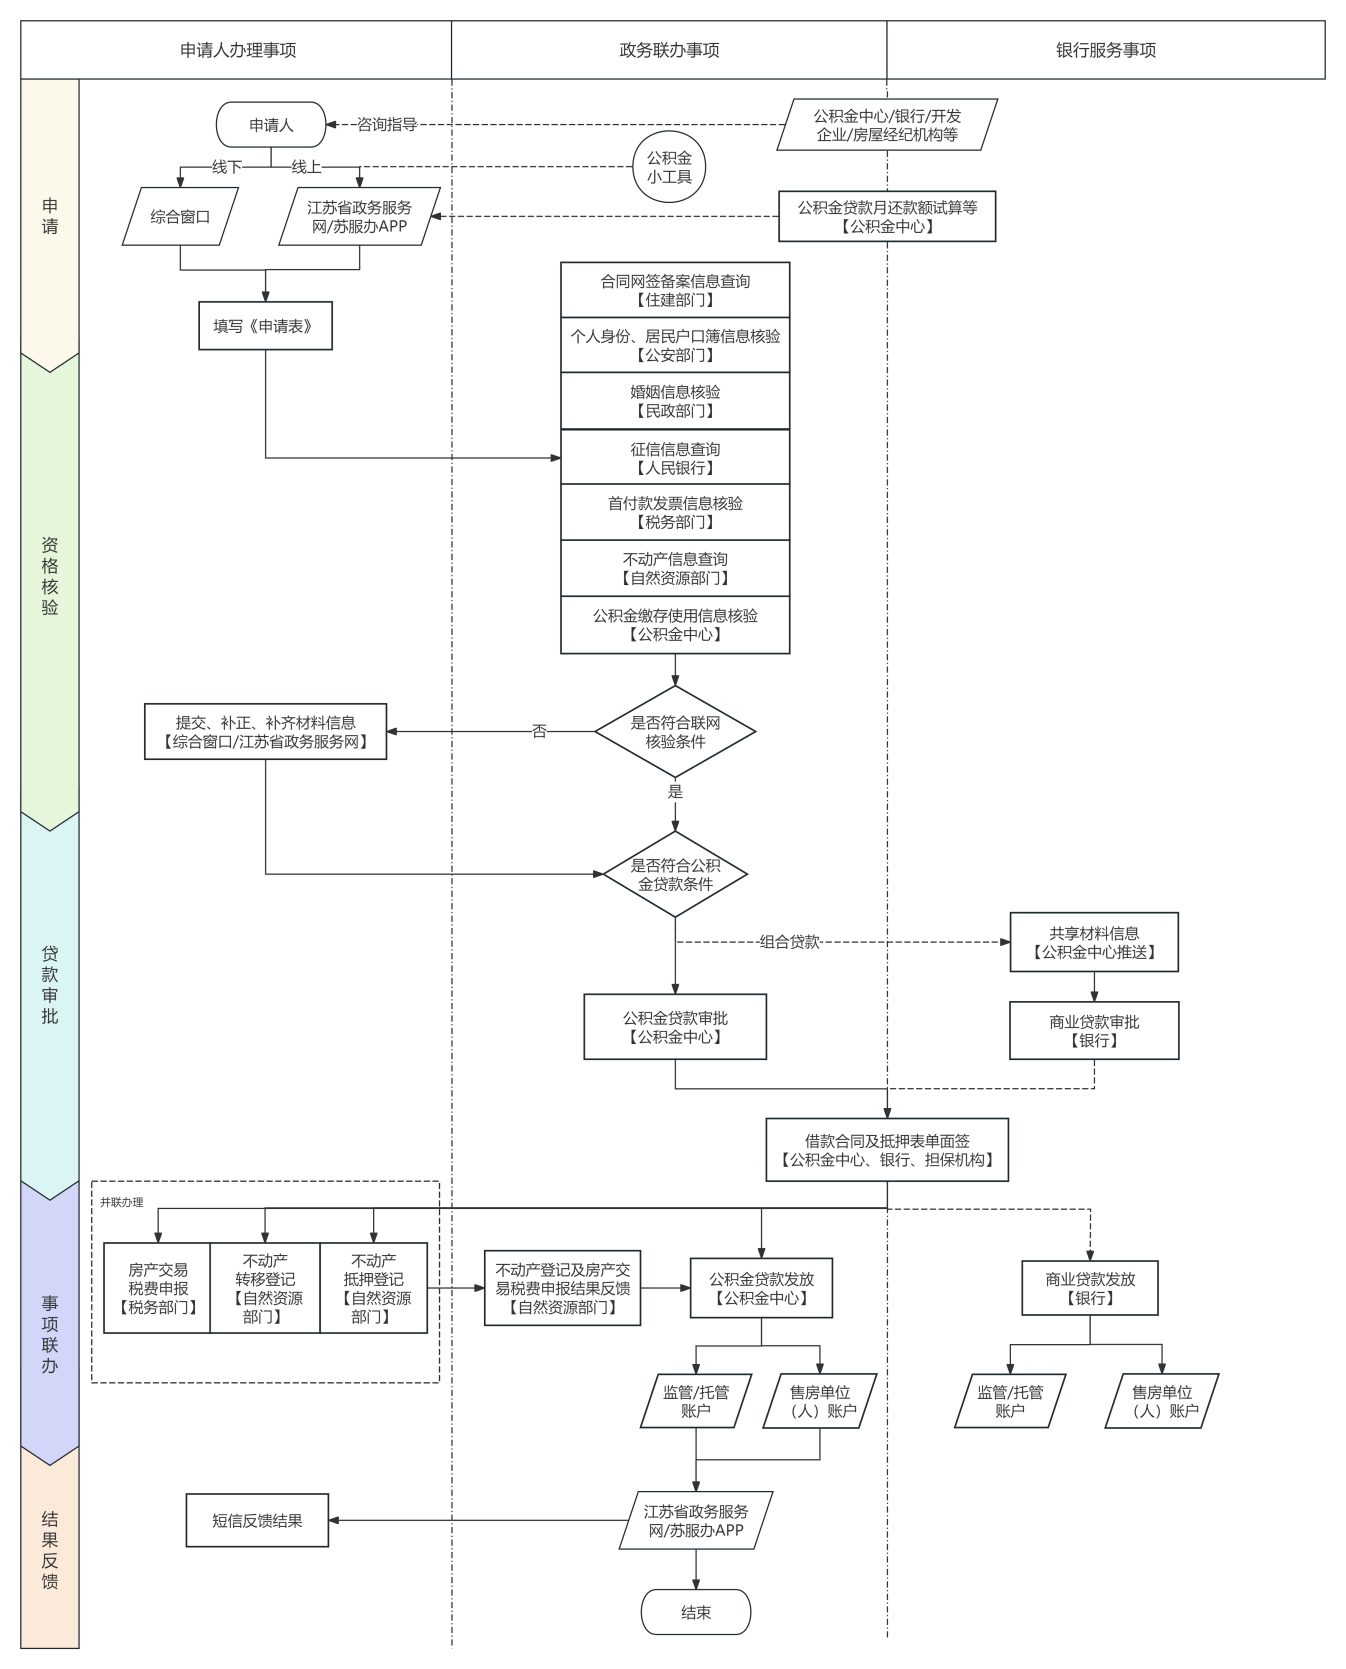 申请人办理事项
政务联办事项
银行服务事项
申
请
申请人
咨询指导
公积金中心/银行/开发
企业/房屋经纪机构等
线下
线上
公积金
小工具
综合窗口
江苏省政务服务
网/苏服办APP
公积金贷款月还款额试算等
【公积金中心】
填写《申请表》
合同网签备案信息查询
【住建部门】
个人身份、居民户口簿信息核验
【公安部门】
婚姻信息核验
【民政部门】
征信信息查询
【人民银行】
首付款发票信息核验
【税务部门】
不动产信息查询
【自然资源部门】
公积金缴存使用信息核验
【公积金中心】
资
格
核
验
提交、补正、补齐材料信息
【综合窗口/江苏省政务服务网】
否
是否符合联网
核验条件
是
是否符合公积
金贷款条件
贷
款
审
批
组合贷款
共享材料信息
【公积金中心推送】
公积金贷款审批
【公积金中心】
商业贷款审批
【银行】
借款合同及抵押表单面签
【公积金中心、银行、担保机构】
事
项
联
办
并联办理
房产交易
税费申报
【税务部门】
不动产
转移登记
【自然资源
部门】
不动产
抵押登记
【自然资源
部门】
不动产登记及房产交
易税费申报结果反馈
【自然资源部门】
公积金贷款发放
【公积金中心】
商业贷款发放
【银行】
监管/托管
账户
售房单位
（人）账户
监管/托管
账户
售房单位
（人）账户
结
果
反
馈
短信反馈结果
江苏省政务服务
网/苏服办APP
结束